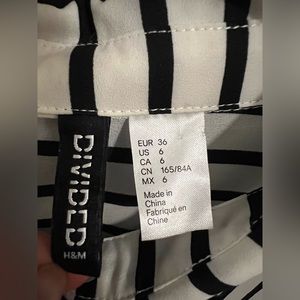 DIVIDED
H&M
EUR 36
US 6
CA 6
CN 165/84A
MX 6
Made in
China
Fabriqué en
Chine